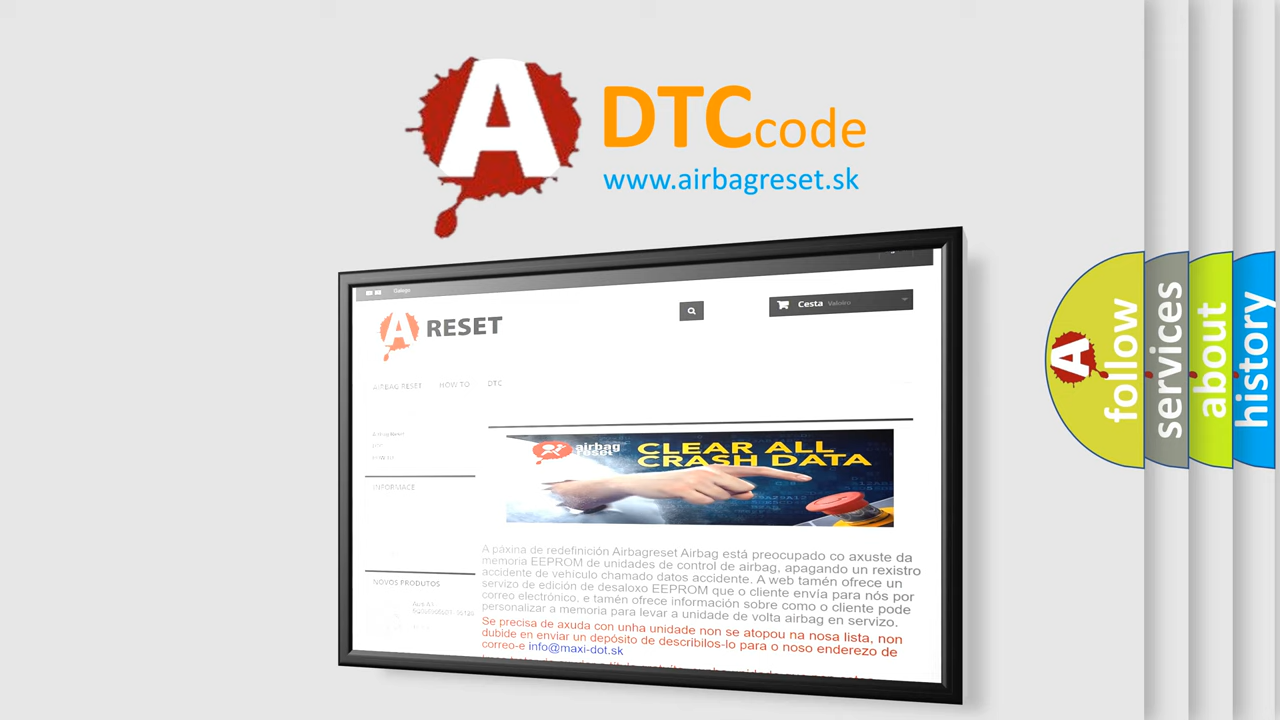 A
DTCcode
www.airbagreset.sk
Galego
A RESET
Cesta Valeiro
AIRBAG RESET HOW TO DTC
INFORMACE
NOVOS PRODUTOS
airbag
reset
CLEAR ALL
CRASH DATA
A páxina de redefinición Airbagreset Airbag está preocupado co axuste da
memoria EEPROM de unidades de control de airbag, apagando un rexistro
accidente de vehículo chamado datos accidente. A web tamén ofrece un
servizo de edición de desaloxo EEPROM que o cliente envía para nós por
correo electrónico, e tamén ofrece información sobre como o cliente pode
personalizar a memoria para levar a unidade de volta airbag en servizo.
Se precisa de axuda con unha unidade non se atopou na nosa lista, non
dubide en enviar un depósito de describilos-lo para o noso enderezo de
correo-e info@maxi-dot.sk
A
follow
services
about
history